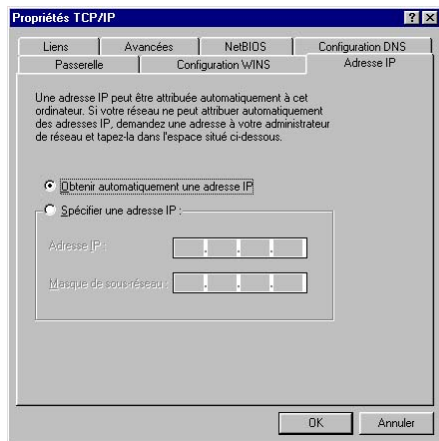 Propriétés TCP/IP
Liens Avancées NetBIOS Configuration DNS
Passerelle Configuration WINS Adresse IP
Une adresse IP peut être attribuée automatiquement à cet
ordinateur. Si votre réseau ne peut attribuer automatiquement
des adresses IP, demandez une adresse à votre administrateur
de réseau et tapez-la dans l'espace situé ci-dessous.
Obtenir automatiquement une adresse IP
Spécifier une adresse IP :
Adresse IP :
Masque de sous-réseau :
OK Annuler